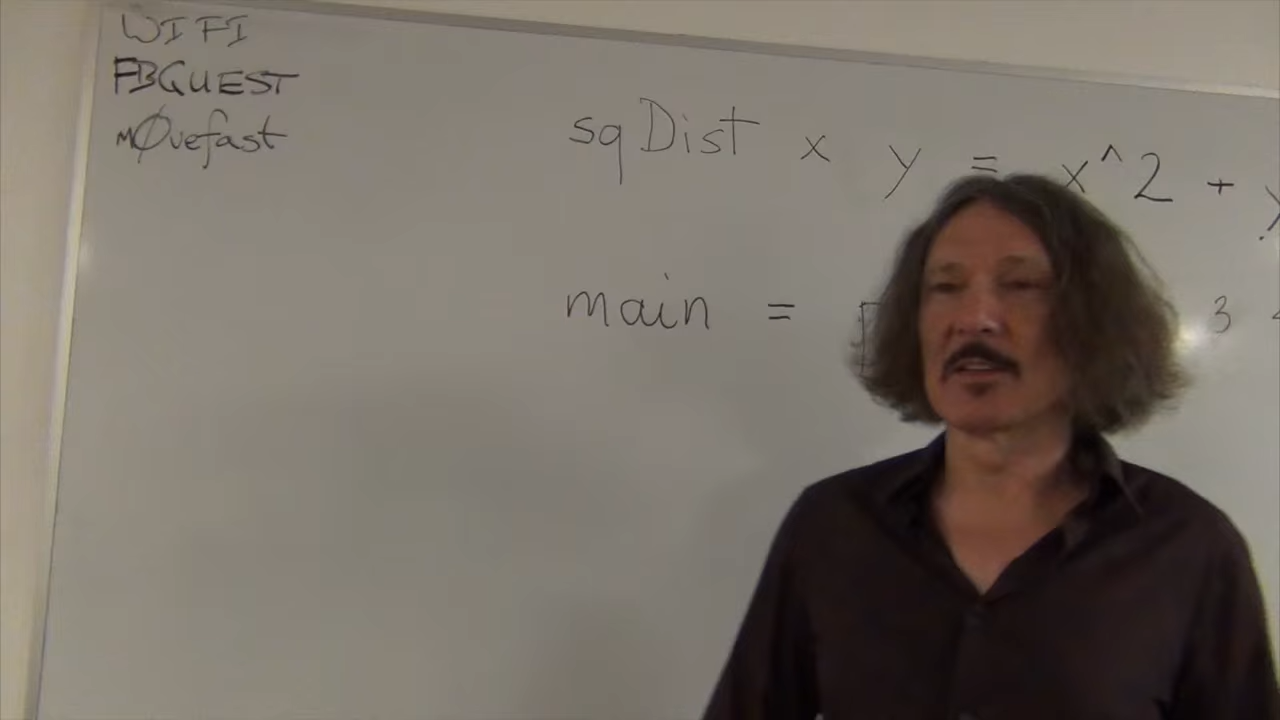 WIFI
FBGUEST
mØvefast
sqDist x y = x^2 + y
main = 3